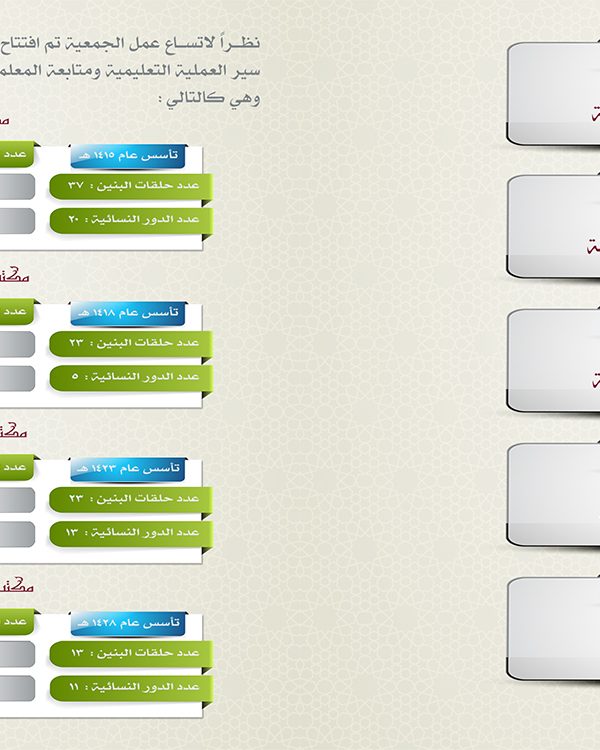 نظراً لاتساع عمل الجمعية تم افتتاح
سير العملية التعليمية ومتابعة
وهي كالتالي :
تأسس عام ١٤١٥ هـ
عدد
عدد حلقات البنين : ٣٧
عدد الدور النسائية : ٢٠
تأسس عام ١٤١٨ هـ
عدد
عدد حلقات البنين : ٢٣
عدد الدور النسائية : ٥
تأسس عام ١٤٢٣ هـ
عدد
عدد حلقات البنين : ٢٣
عدد الدور النسائية : ١٣
تأسس عام ١٤٢٨ هـ
عدد حلقات البنين : ١٣
عدد الدور النسائية : ١١